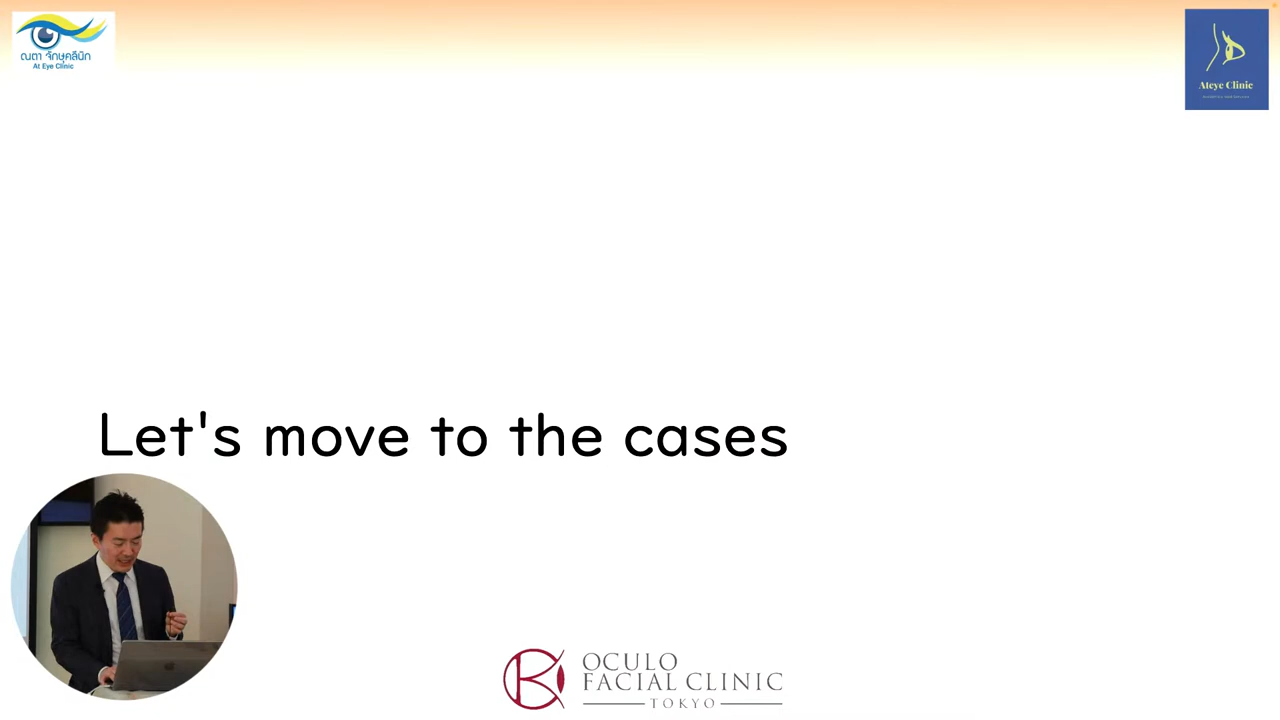 ณตา จักษุคลีนิก
At Eye Clinic
Ateye Clinic
Let's move to the cases
OCULO
FACIAL CLINIC
TOKYO